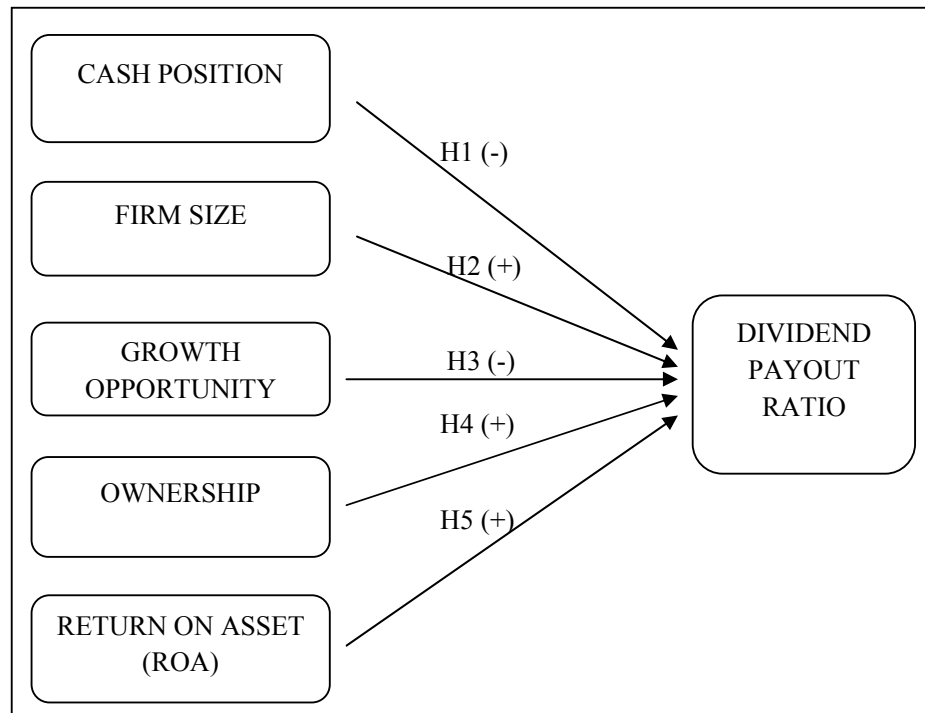 CASH POSITION
H1 (-)
FIRM SIZE
H2 (+)
GROWTH
OPPORTUNITY
H3 (-)
DIVIDEND
PAYOUT
RATIO
H4 (+)
OWNERSHIP
H5 (+)
RETURN ON ASSET
(ROA)